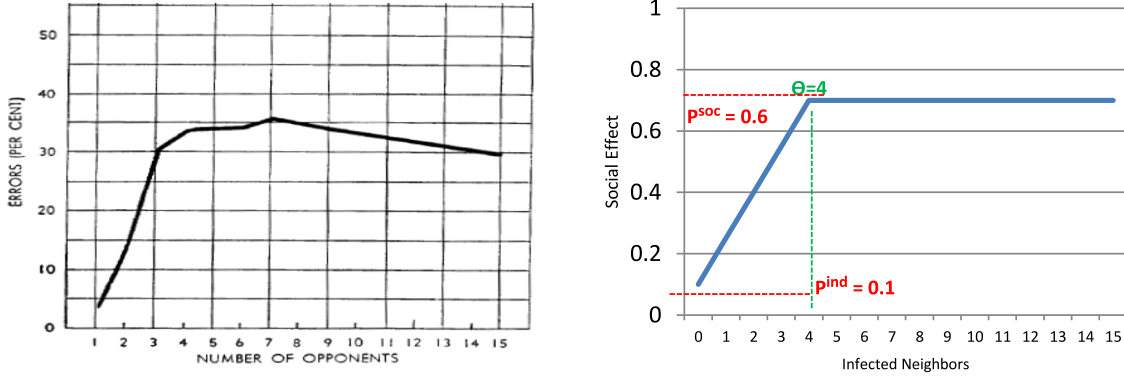 50
40
30
20
10
0
ERRORS (PER CENT)
1 2 3 4 5 6 7 8 9 10 11 12 13 14 15
NUMBER OF OPPONENTS
1
0.8
0.6
0.4
0.2
0
Social Effect
Θ=4
P^soc = 0.6
P^ind = 0.1
0 1 2 3 4 5 6 7 8 9 10 11 12 13 14 15
Infected Neighbors